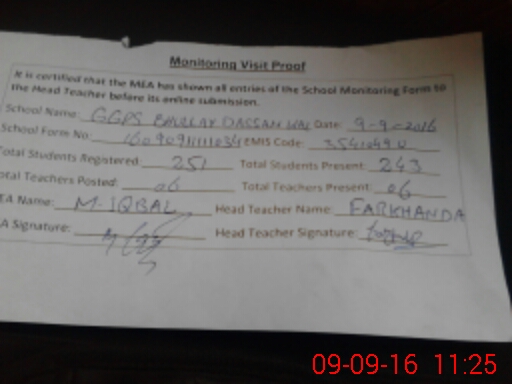 Monitoring Visit Proof
It is certified that the MEA has shown all entries of the School Monitoring Form to
the Head Teacher before its online submission.
School Name: GGPS DASSAN WAL Date: 9-9-2016
School Form No: EMIS Code:
Total Students Registered: 251 Total Students Present: 243
Total Teachers Posted: 06 Total Teachers Present: 06
EA Name: M. IQBAL Head Teacher Name: FARKHANDA
A Signature: Head Teacher Signature:
09-09-16 11:25